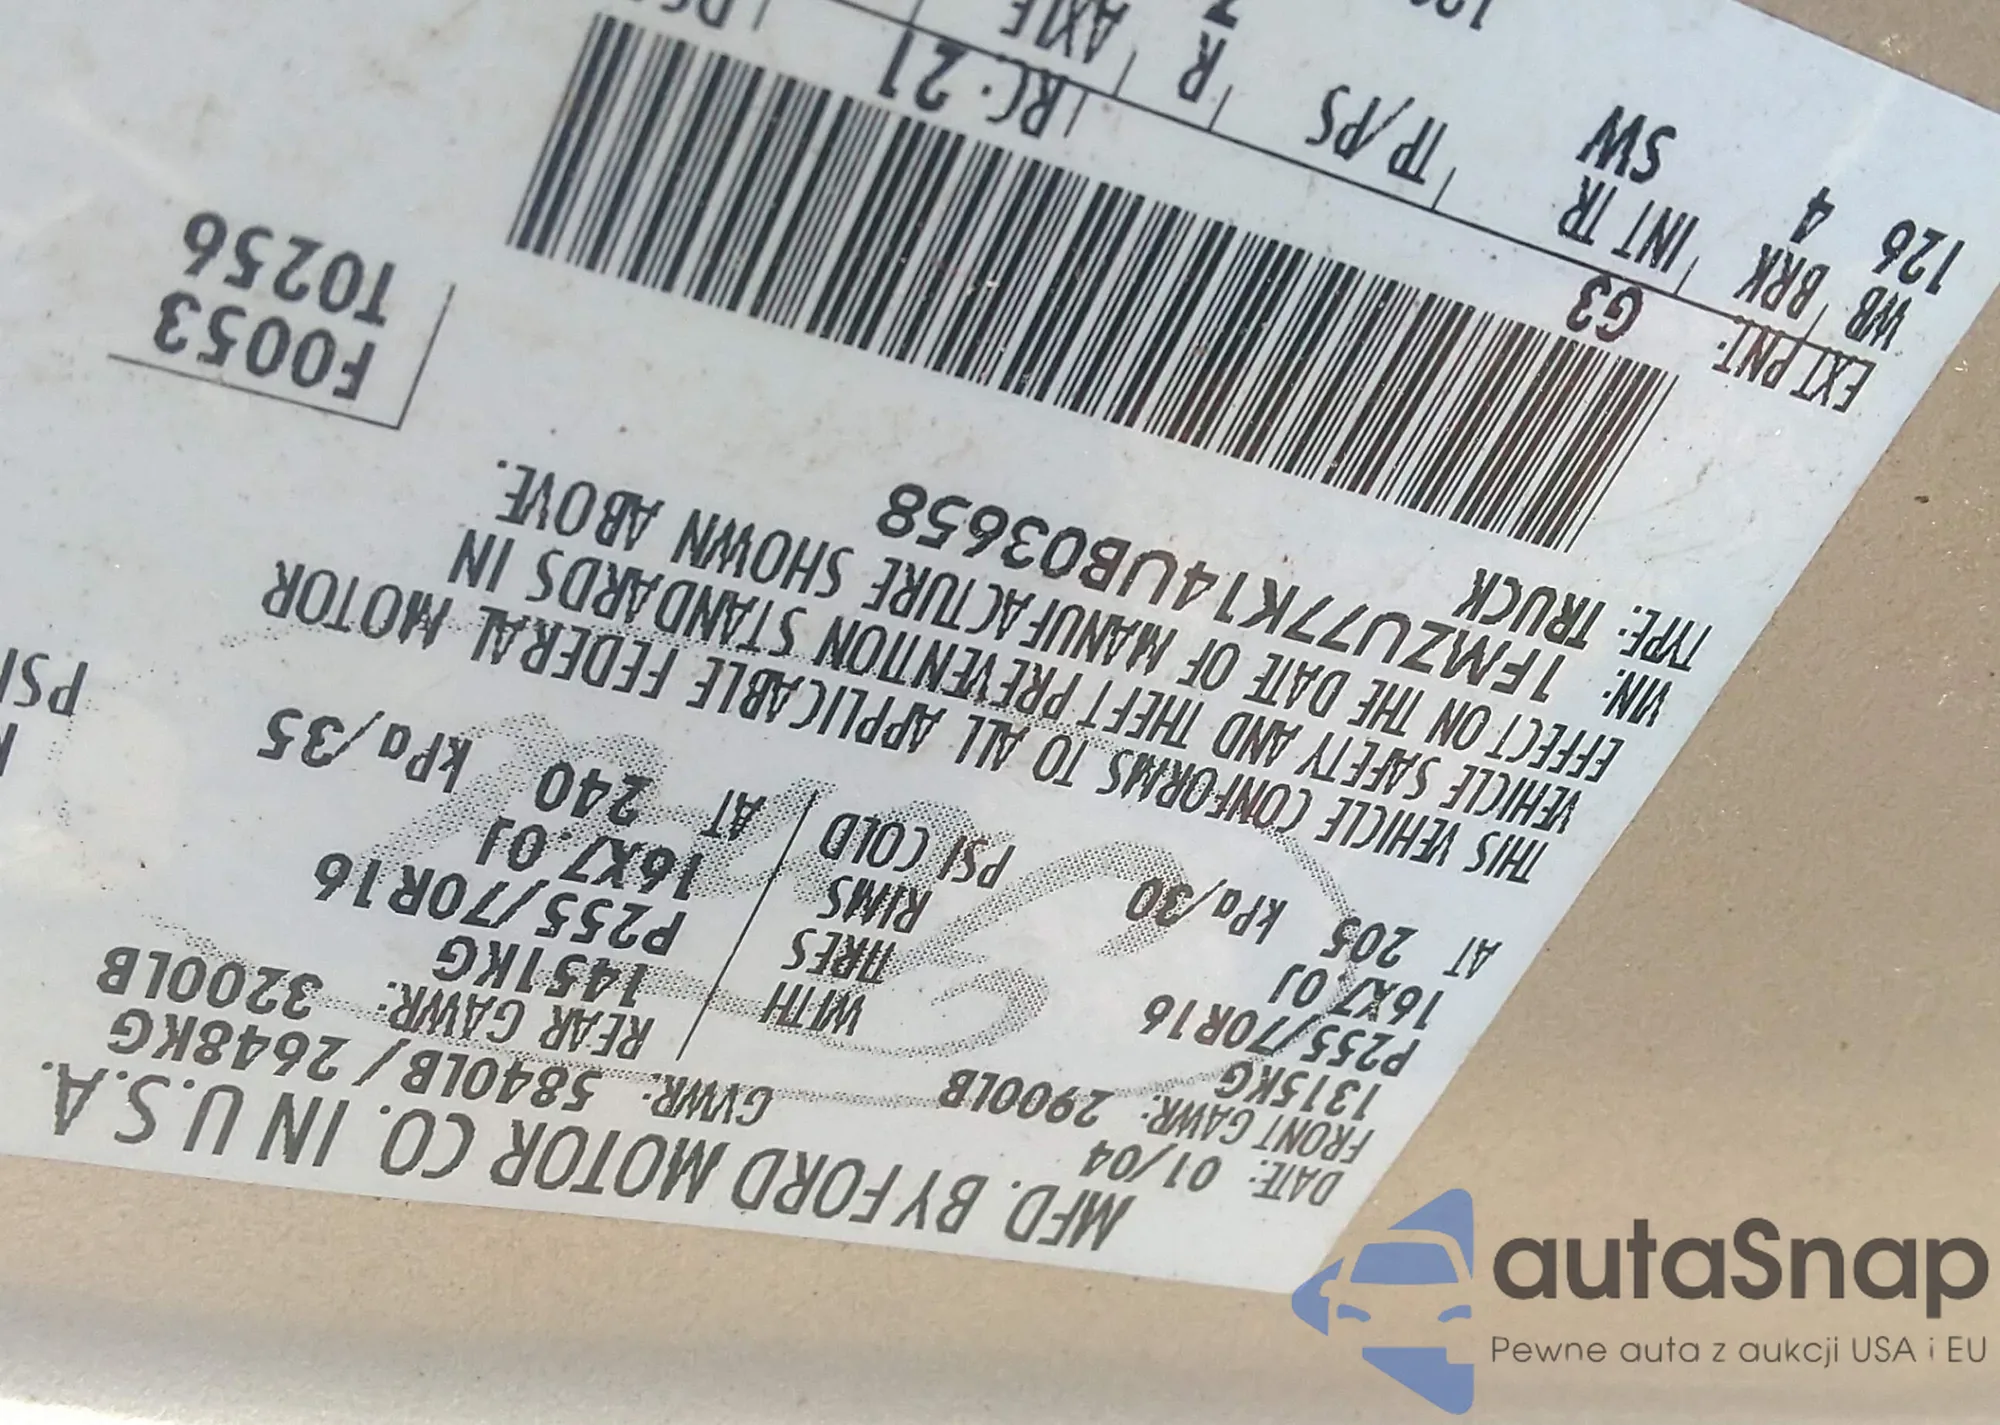 MFD. BY FORD MOTOR CO. IN U.S.A.
DATE: 01/04 GVWR: 5840LB / 2648KG
FRONT GAWR: 2900LB REAR GAWR: 3200LB
1315KG 1451KG
P255/70R16 WITH TIRES P255/70R16
16X7.0J RIMS 16X7.0J
AT 205 kPa/30 PSI COLD AT 240 kPa/35 PSI
THIS VEHICLE CONFORMS TO ALL APPLICABLE FEDERAL MOTOR
VEHICLE SAFETY AND THEFT PREVENTION STANDARDS IN
EFFECT ON THE DATE OF MANUFACTURE SHOWN ABOVE.
VIN: 1FMZU77K14UB03658
TYPE: TRUCK
F0053
T0256
EXT PNT: G3 RC: 21
WB BRK INT TR TP/PS R AXLE
126 4 SW
autaSnap
Pewne auta z aukcji USA i EU